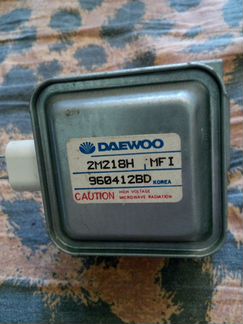 DAEWOO
2M218H MFI
960412BD KOREA
CAUTION HIGH VOLTAGE
MICROWAVE RADIATION